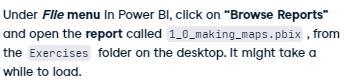 Under File menu in Power BI, click on “Browse Reports”
and open the report called 1_0_making_maps.pbix , from
the Exercises folder on the desktop. It might take a
while to load.